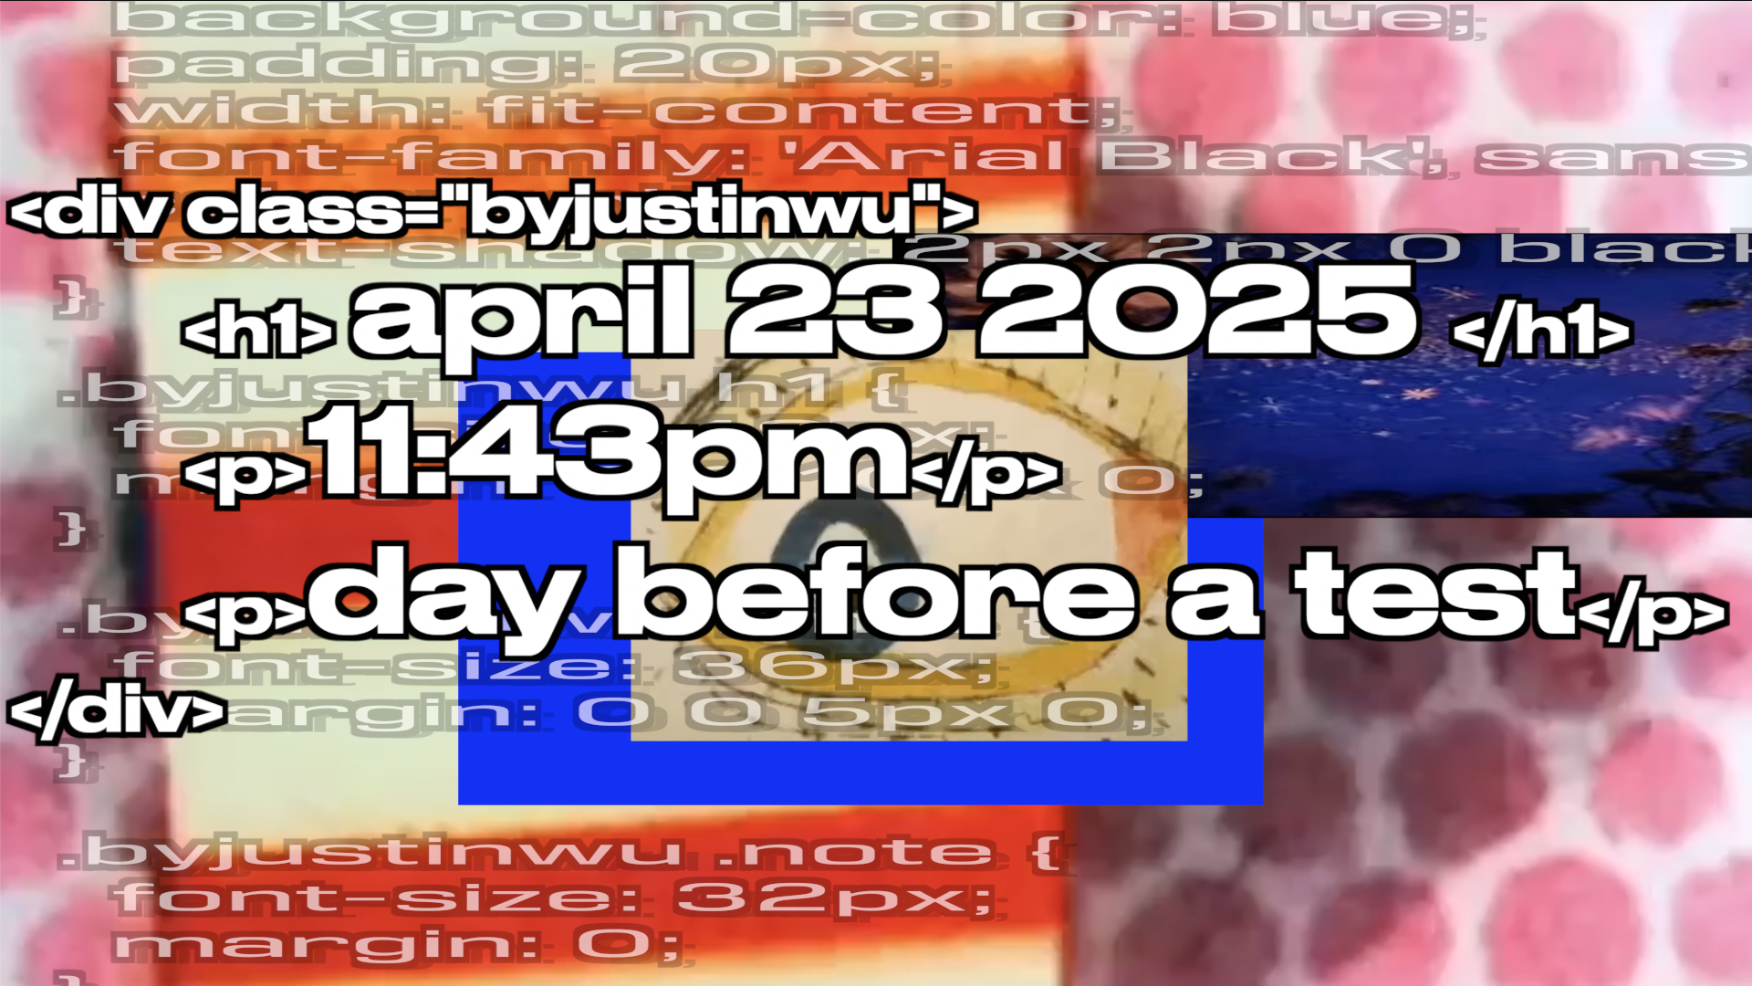 background-color: blue;
padding: 20px;
width: fit-content;
font-family: 'Arial Black', sans
<div class="byjustinwu">
text-shadow: 2px 2px 0 black
}
<h1> april 23 2025 </h1>
.byjustinwu h1 {
<p>11:43pm</p>
0;
}
<p>day before a test</p>
{
font-size: 36px;
</div>
margin: 0 0 5px 0;
}
.byjustinwu .note {
font-size: 32px;
margin: 0;
}